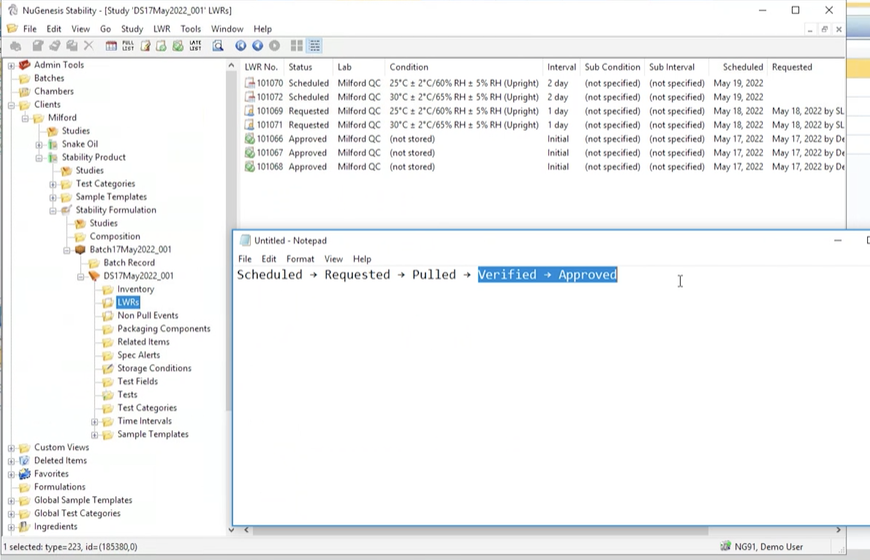 NuGenesis Stability - [Study 'DS17May2022_001' LWRs]
File Edit View Go Study LWR Tools Window Help
PULL LIST LATE LIST
Admin Tools
Batches
Chambers
Clients
Milford
Studies
Snake Oil
Stability Product
Studies
Test Categories
Sample Templates
Stability Formulation
Studies
Composition
Batch17May2022_001
Batch Record
DS17May2022_001
Inventory
LWRs
Non Pull Events
Packaging Components
Related Items
Spec Alerts
Storage Conditions
Test Fields
Tests
Test Categories
Time Intervals
Sample Templates
Custom Views
Deleted Items
Favorites
Formulations
Global Sample Templates
Global Test Categories
Ingredients
LWR No. Status Lab Condition Interval Sub Condition Sub Interval Scheduled Requested
101070 Scheduled Milford QC 25°C ± 2°C/60% RH ± 5% RH (Upright) 2 day (not specified) (not specified) May 19, 2022
101072 Scheduled Milford QC 30°C ± 2°C/65% RH ± 5% RH (Upright) 2 day (not specified) (not specified) May 19, 2022
101069 Requested Milford QC 25°C ± 2°C/60% RH ± 5% RH (Upright) 1 day (not specified) (not specified) May 18, 2022 May 18, 2022 by SL
101071 Requested Milford QC 30°C ± 2°C/65% RH ± 5% RH (Upright) 1 day (not specified) (not specified) May 18, 2022 May 18, 2022 by SL
101066 Approved Milford QC (not stored) Initial (not specified) (not specified) May 17, 2022 May 17, 2022 by De
101067 Approved Milford QC (not stored) Initial (not specified) (not specified) May 17, 2022 May 17, 2022 by De
101068 Approved Milford QC (not stored) Initial (not specified) (not specified) May 17, 2022 May 17, 2022 by De
Untitled - Notepad
File Edit Format View Help
Scheduled → Requested → Pulled → Verified → Approved
1 selected: type=223, id=(185380,0)
NG91, Demo User